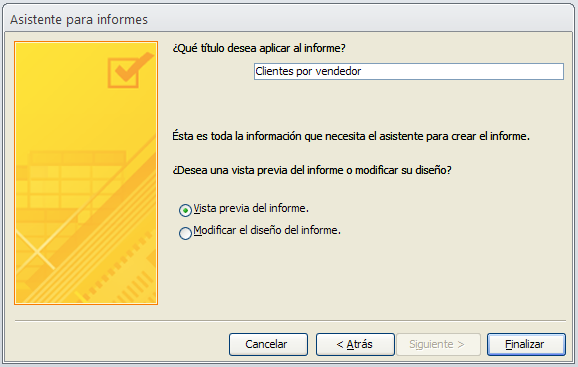 Asistente para informes
¿Qué título desea aplicar al informe?
Clientes por vendedor
Ésta es toda la información que necesita el asistente para crear el informe.
¿Desea una vista previa del informe o modificar su diseño?
Vista previa del informe.
Modificar el diseño del informe.
Cancelar
< Atrás
Siguiente >
Finalizar